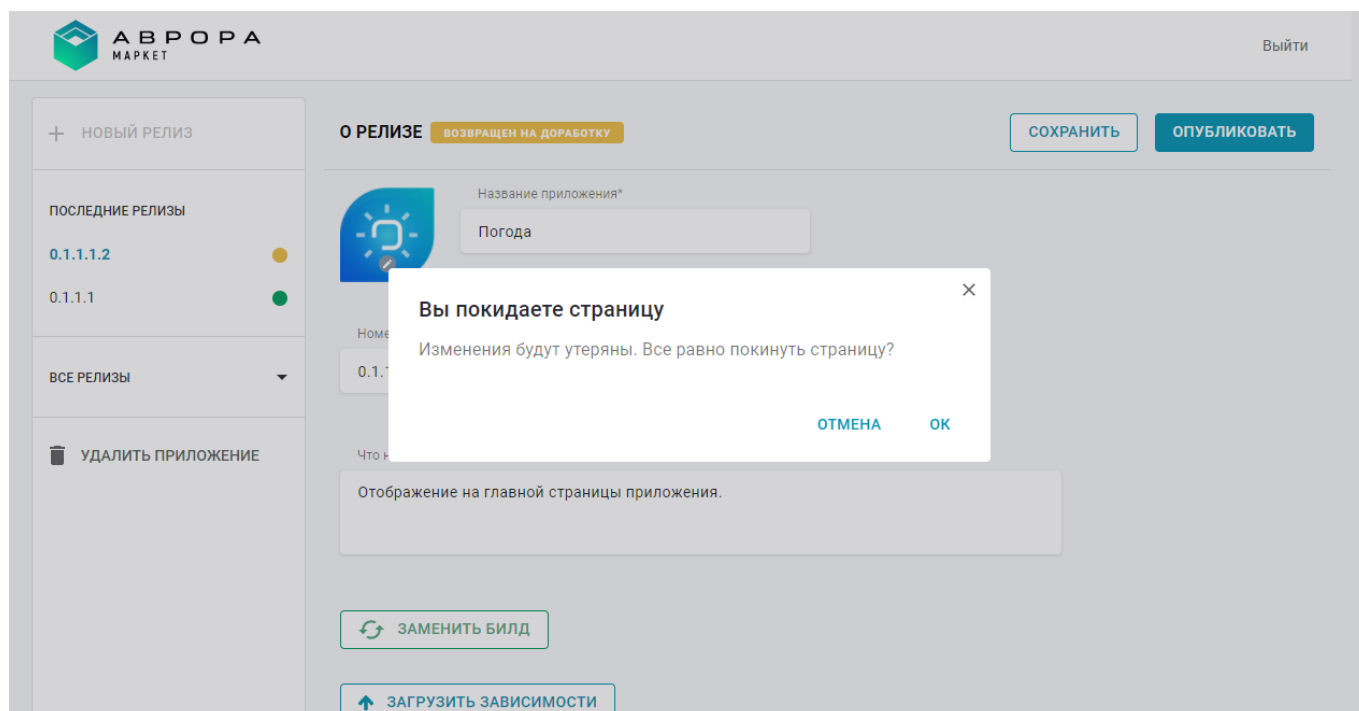 АВРОРА
МАРКЕТ
Выйти
НОВЫЙ РЕЛИЗ
О РЕЛИЗЕ
ВОЗВРАЩЕН НА ДОРАБОТКУ
СОХРАНИТЬ
ОПУБЛИКОВАТЬ
ПОСЛЕДНИЕ РЕЛИЗЫ
0.1.1.1.2
0.1.1.1
ВСЕ РЕЛИЗЫ
УДАЛИТЬ ПРИЛОЖЕНИЕ
Название приложения*
Погода
Вы покидаете страницу
Изменения будут утеряны. Все равно покинуть страницу?
ОТМЕНА
ОК
Отображение на главной страницы приложения.
ЗАМЕНИТЬ БИЛД
ЗАГРУЗИТЬ ЗАВИСИМОСТИ